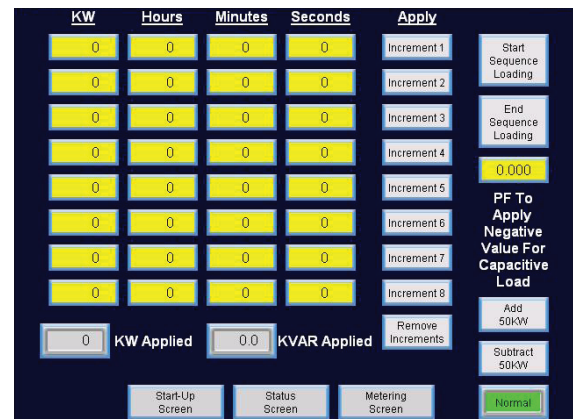 KW Hours Minutes Seconds Apply
0 0 0 0 Increment 1
0 0 0 0 Increment 2
0 0 0 0 Increment 3
0 0 0 0 Increment 4
0 0 0 0 Increment 5
0 0 0 0 Increment 6
0 0 0 0 Increment 7
0 0 0 0 Increment 8
0 KW Applied 0.0 KVAR Applied
Remove
Increments
Start
Sequence
Loading
End
Sequence
Loading
0.000
PF To
Apply
Negative
Value For
Capacitive
Load
Add
50KW
Subtract
50KW
Normal
Start-Up
Screen
Status
Screen
Metering
Screen